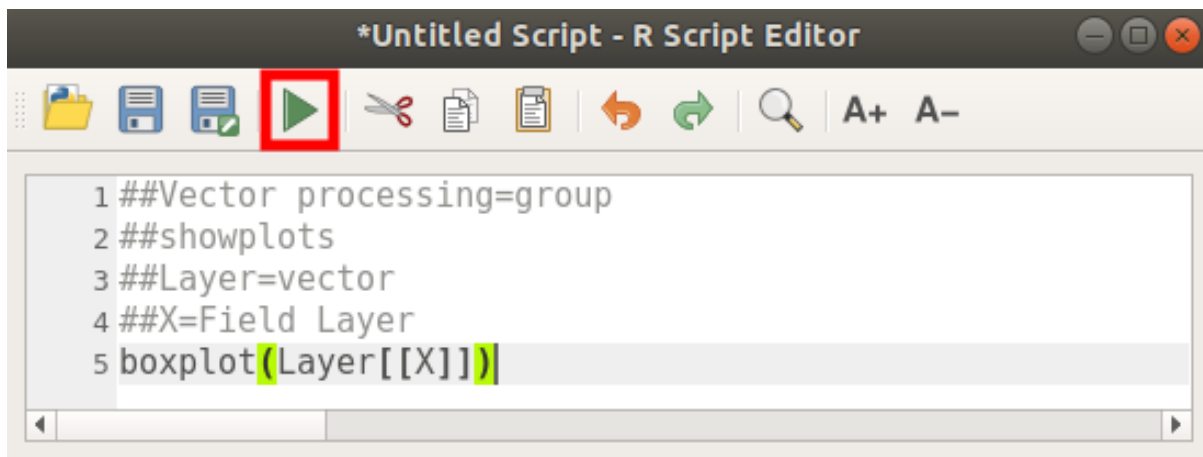 *Untitled Script - R Script Editor
A+ A-
1 ##Vector processing=group
2 ##showplots
3 ##Layer=vector
4 ##X=Field Layer
5 boxplot(Layer[[X]])